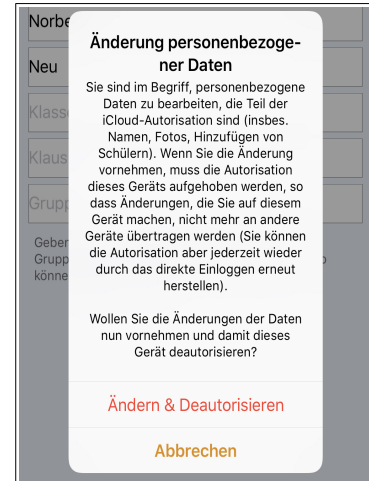 Norbe
Änderung personenbezoge-
ner Daten
Neu
Sie sind im Begriff, personenbezogene
Daten zu bearbeiten, die Teil der
iCloud-Autorisation sind (insbes.
Namen, Fotos, Hinzufügen von
Schülern). Wenn Sie die Änderung
vornehmen, muss die Autorisation
dieses Geräts aufgehoben werden, so
dass Änderungen, die Sie auf diesem
Gerät machen, nicht mehr an andere
Geräte übertragen werden (Sie können
die Autorisation aber jederzeit wieder
durch das direkte Einloggen erneut
herstellen).
Wollen Sie die Änderungen der Daten
nun vornehmen und damit dieses
Gerät deautorisieren?
Ändern & Deautorisieren
Abbrechen
Klasse
Klaus
Grupp
Geber
Grupp
könne